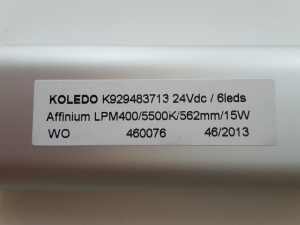 KOLEDO K929483713 24Vdc / 6leds
Affinium LPM400/5500K/562mm/15W
WO 460076 46/2013